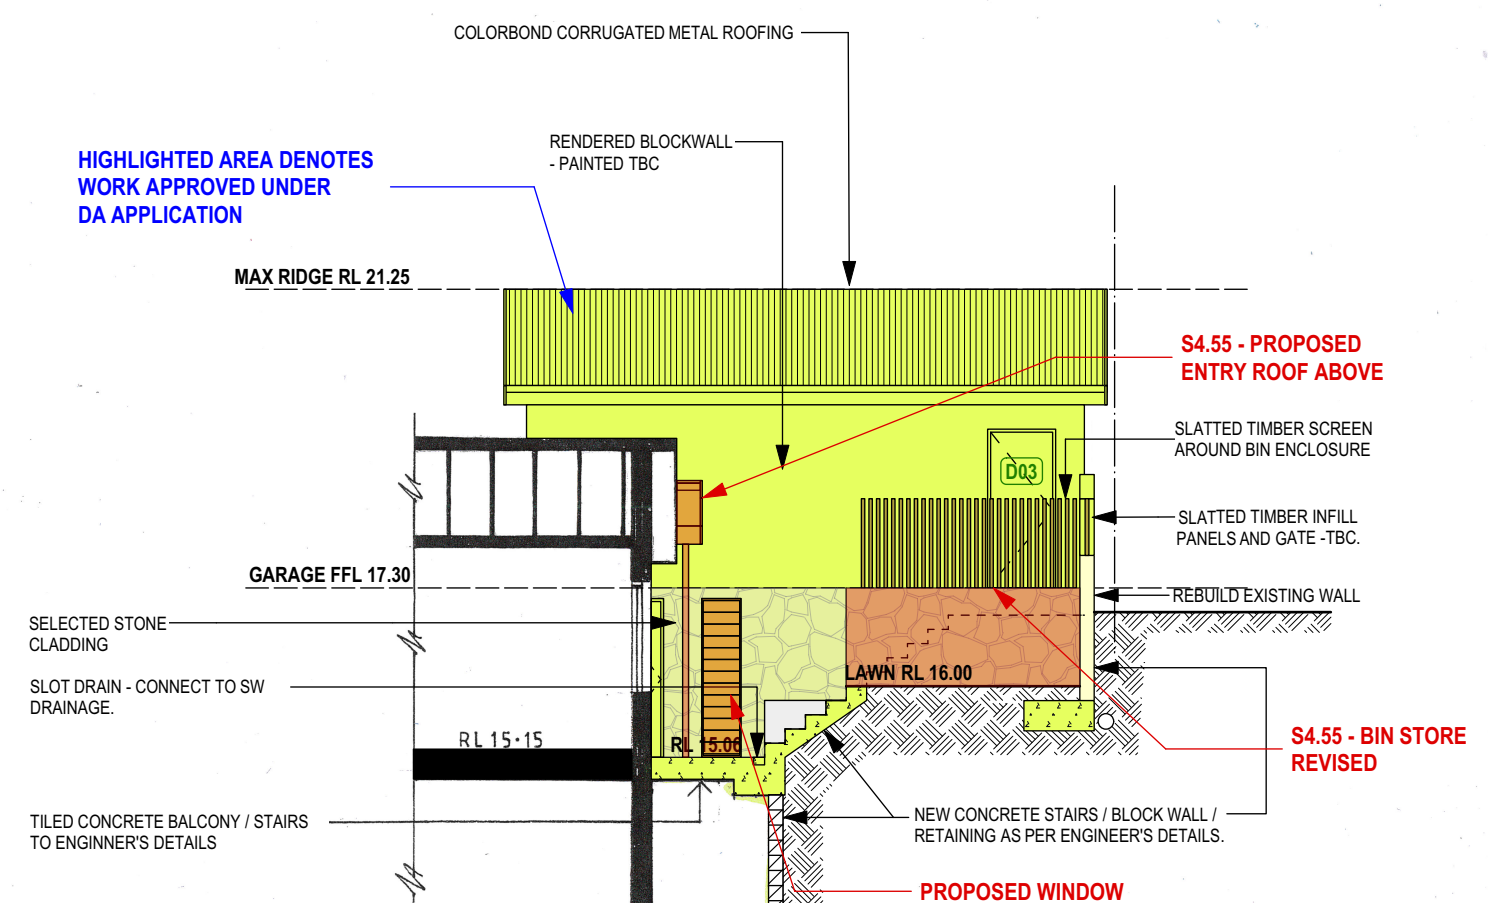 COLORBOND CORRUGATED METAL ROOFING
RENDERED BLOCKWALL
- PAINTED TBC
HIGHLIGHTED AREA DENOTES
WORK APPROVED UNDER
DA APPLICATION
MAX RIDGE RL 21.25
S4.55 - PROPOSED
ENTRY ROOF ABOVE
SLATTED TIMBER SCREEN
AROUND BIN ENCLOSURE
D03
SLATTED TIMBER INFILL
PANELS AND GATE -TBC.
GARAGE FFL 17.30
REBUILD EXISTING WALL
SELECTED STONE
CLADDING
LAWN RL 16.00
SLOT DRAIN - CONNECT TO SW
DRAINAGE.
RL 15·15
RL 15.06
S4.55 - BIN STORE
REVISED
TILED CONCRETE BALCONY / STAIRS
TO ENGINNER'S DETAILS
NEW CONCRETE STAIRS / BLOCK WALL /
RETAINING AS PER ENGINEER'S DETAILS.
PROPOSED WINDOW